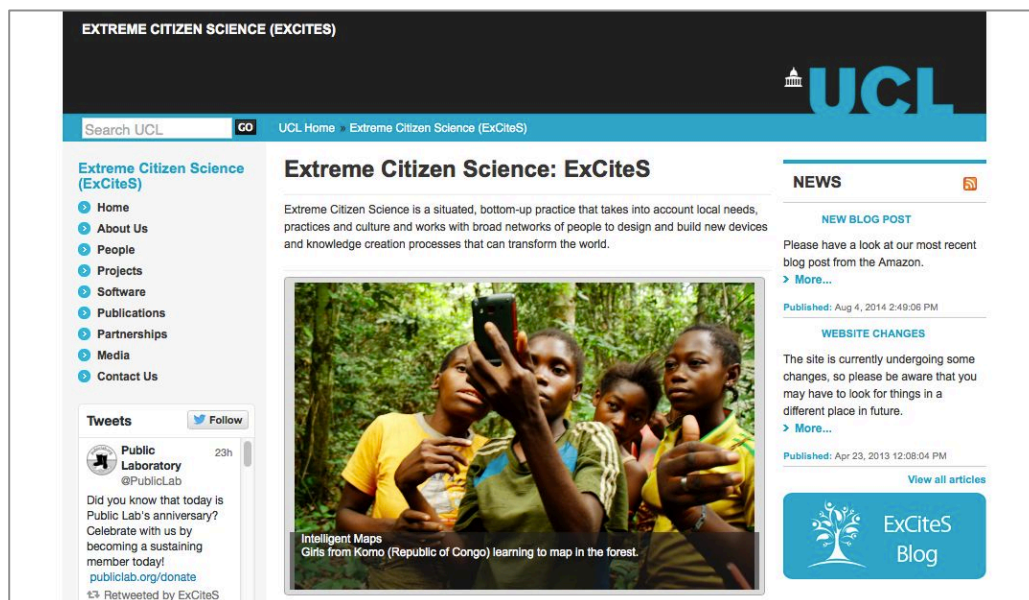 EXTREME CITIZEN SCIENCE (EXCITES)
UCL
Search UCL
GO
UCL Home » Extreme Citizen Science (ExCiteS)
Extreme Citizen Science
(ExCiteS)
Home
About Us
People
Projects
Software
Publications
Partnerships
Media
Contact Us
Tweets
Follow
Public
Laboratory
@PublicLab
23h
Did you know that today is
Public Lab's anniversary?
Celebrate with us by
becoming a sustaining
member today!
publiclab.org/donate
Retweeted by ExCiteS
Extreme Citizen Science: ExCiteS
Extreme Citizen Science is a situated, bottom-up practice that takes into account local needs,
practices and culture and works with broad networks of people to design and build new devices
and knowledge creation processes that can transform the world.
Intelligent Maps
Girls from Komo (Republic of Congo) learning to map in the forest.
NEWS
NEW BLOG POST
Please have a look at our most recent
blog post from the Amazon.
> More...
Published: Aug 4, 2014 2:49:06 PM
WEBSITE CHANGES
The site is currently undergoing some
changes, so please be aware that you
may have to look for things in a
different place in future.
> More...
Published: Apr 23, 2013 12:08:04 PM
View all articles
ExCiteS
Blog